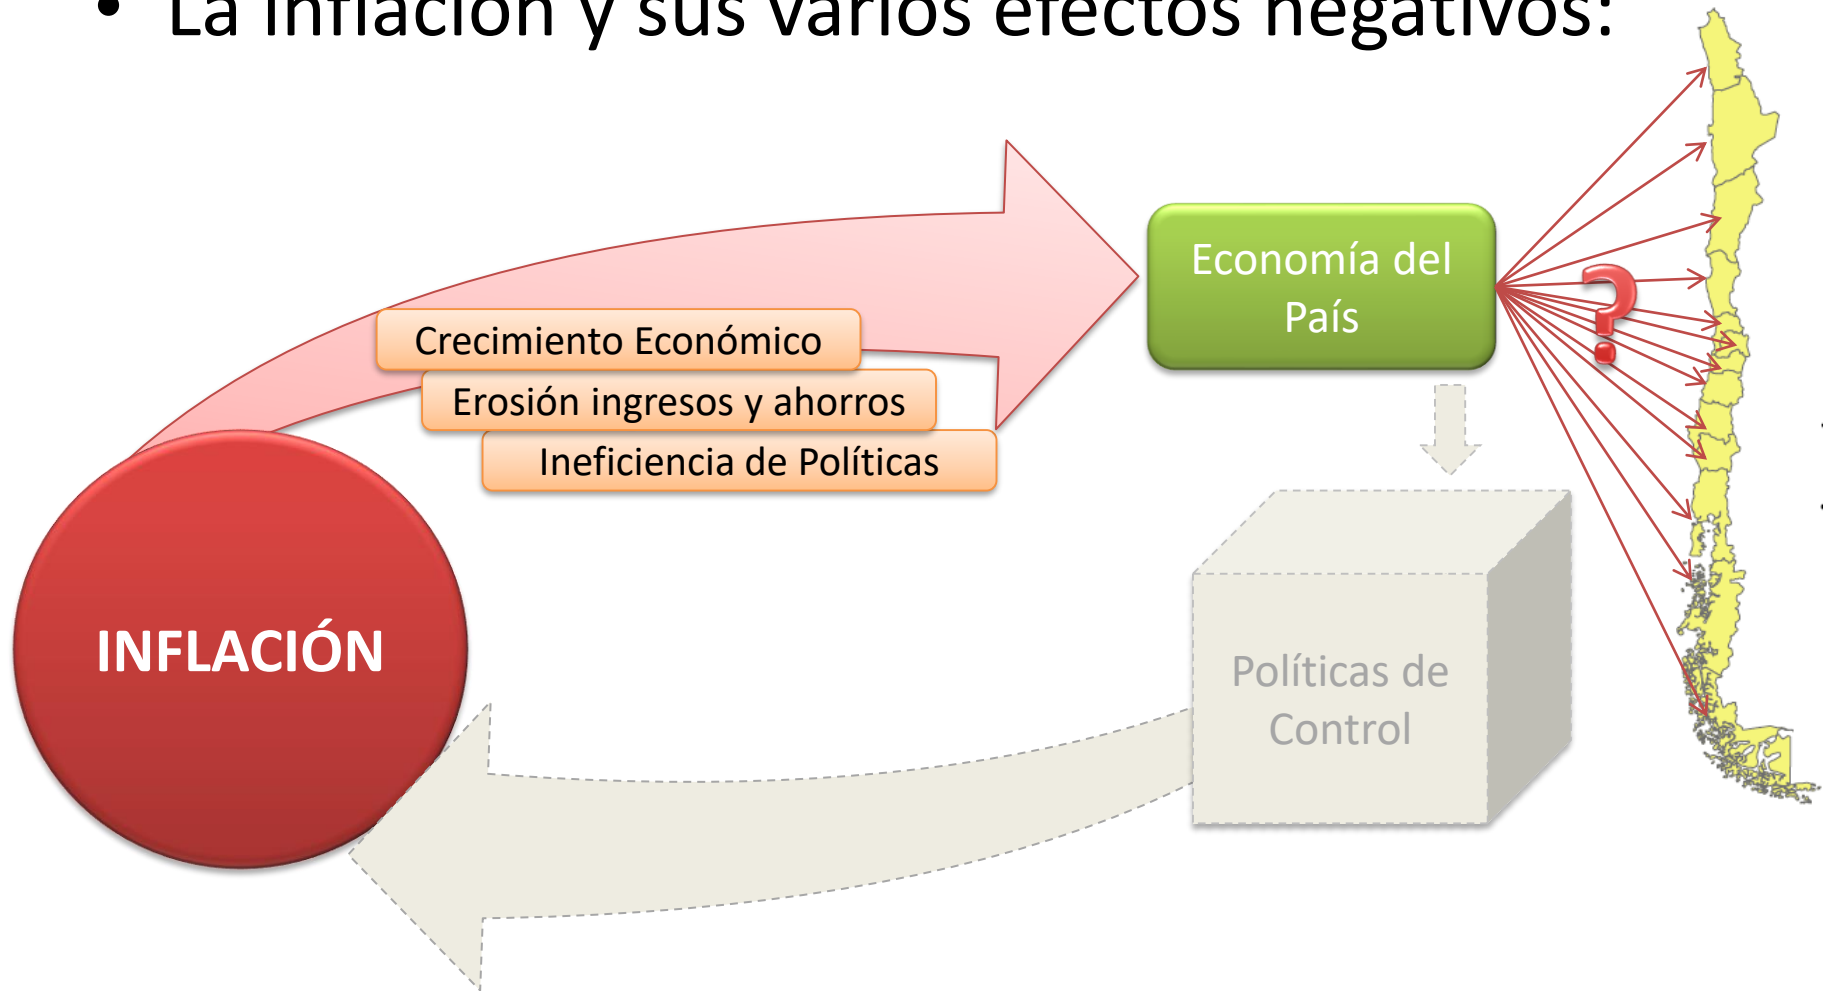 • La inflación y sus varios efectos negativos:
Crecimiento Económico
Erosión ingresos y ahorros
Ineficiencia de Políticas
Economía del
País
?
INFLACIÓN
Políticas de
Control